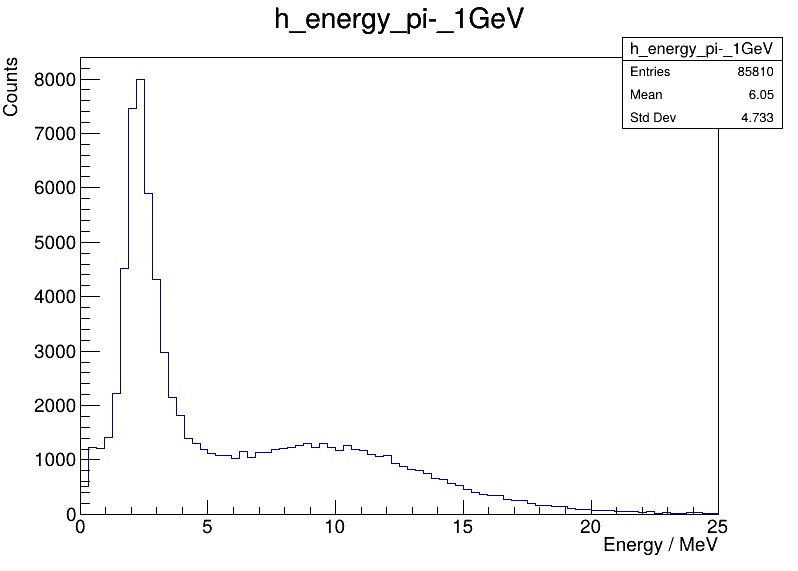 h_energy_pi-_1GeV
h_energy_pi-_1GeV
Entries 85810
Mean 6.05
Std Dev 4.733
Counts
8000
7000
6000
5000
4000
3000
2000
1000
0
0 5 10 15 20 25
Energy / MeV